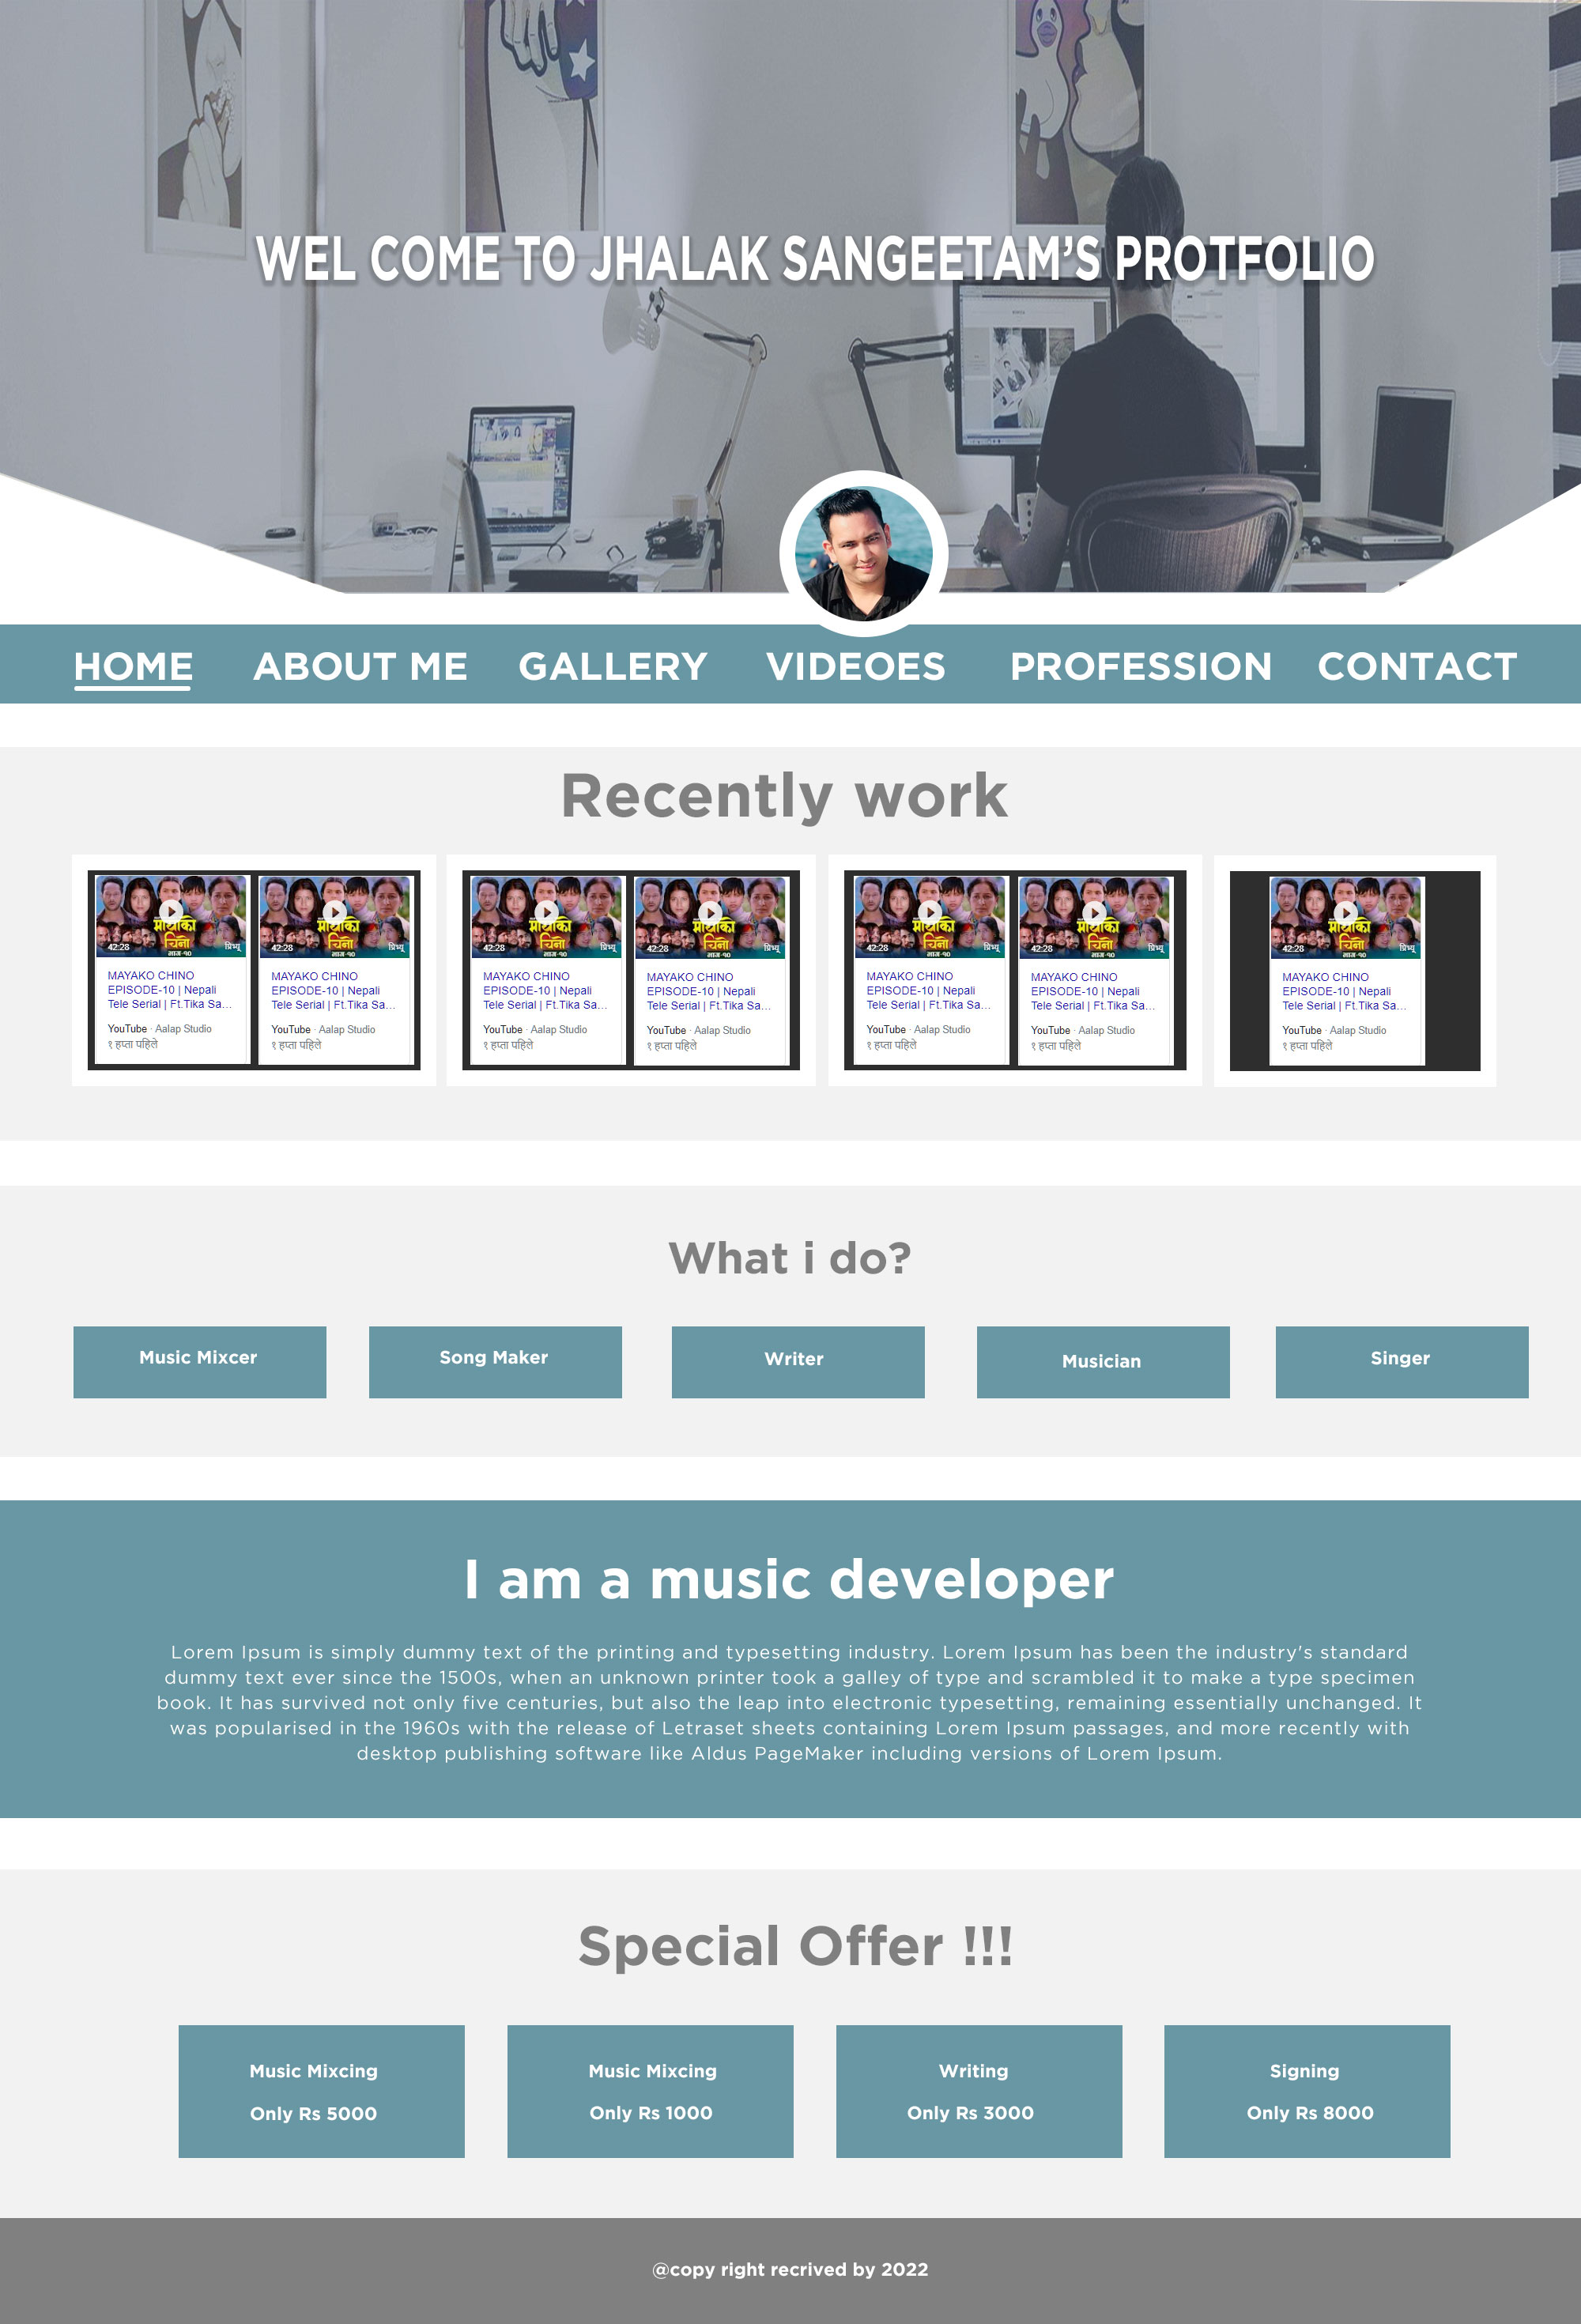 WEL COME TO JHALAK SANGEETAM'S PROTFOLIO
HOME ABOUT ME GALLERY VIDEOES PROFESSION CONTACT
Recently work
मायाको
चिनो
42:28
भाग-१०
MAYAKO CHINO
EPISODE-10 | Nepali
Tele Serial | Ft.Tika Sa...
YouTube · Aalap Studio
१ हप्ता पहिले
मायाको
चिनो
42:28
भाग-१०
MAYAKO CHINO
EPISODE-10 | Nepali
Tele Serial | Ft.Tika Sa...
YouTube · Aalap Studio
१ हप्ता पहिले
मायाको
चिनो
42:28
भाग-१०
MAYAKO CHINO
EPISODE-10 | Nepali
Tele Serial | Ft.Tika Sa...
YouTube · Aalap Studio
१ हप्ता पहिले
मायाको
चिनो
42:28
भाग-१०
MAYAKO CHINO
EPISODE-10 | Nepali
Tele Serial | Ft.Tika Sa...
YouTube · Aalap Studio
१ हप्ता पहिले
मायाको
चिनो
42:28
भाग-१०
MAYAKO CHINO
EPISODE-10 | Nepali
Tele Serial | Ft.Tika Sa...
YouTube · Aalap Studio
१ हप्ता पहिले
मायाको
चिनो
42:28
भाग-१०
MAYAKO CHINO
EPISODE-10 | Nepali
Tele Serial | Ft.Tika Sa...
YouTube · Aalap Studio
१ हप्ता पहिले
मायाको
चिनो
42:28
भाग-१०
MAYAKO CHINO
EPISODE-10 | Nepali
Tele Serial | Ft.Tika Sa...
YouTube · Aalap Studio
१ हप्ता पहिले
What i do?
Music Mixcer
Song Maker
Writer
Musician
Singer
I am a music developer
Lorem Ipsum is simply dummy text of the printing and typesetting industry. Lorem Ipsum has been the industry's standard
dummy text ever since the 1500s, when an unknown printer took a galley of type and scrambled it to make a type specimen
book. It has survived not only five centuries, but also the leap into electronic typesetting, remaining essentially unchanged. It
was popularised in the 1960s with the release of Letraset sheets containing Lorem Ipsum passages, and more recently with
desktop publishing software like Aldus PageMaker including versions of Lorem Ipsum.
Special Offer !!!
Music Mixcing
Only Rs 5000
Music Mixcing
Only Rs 1000
Writing
Only Rs 3000
Signing
Only Rs 8000
@copy right recrived by 2022